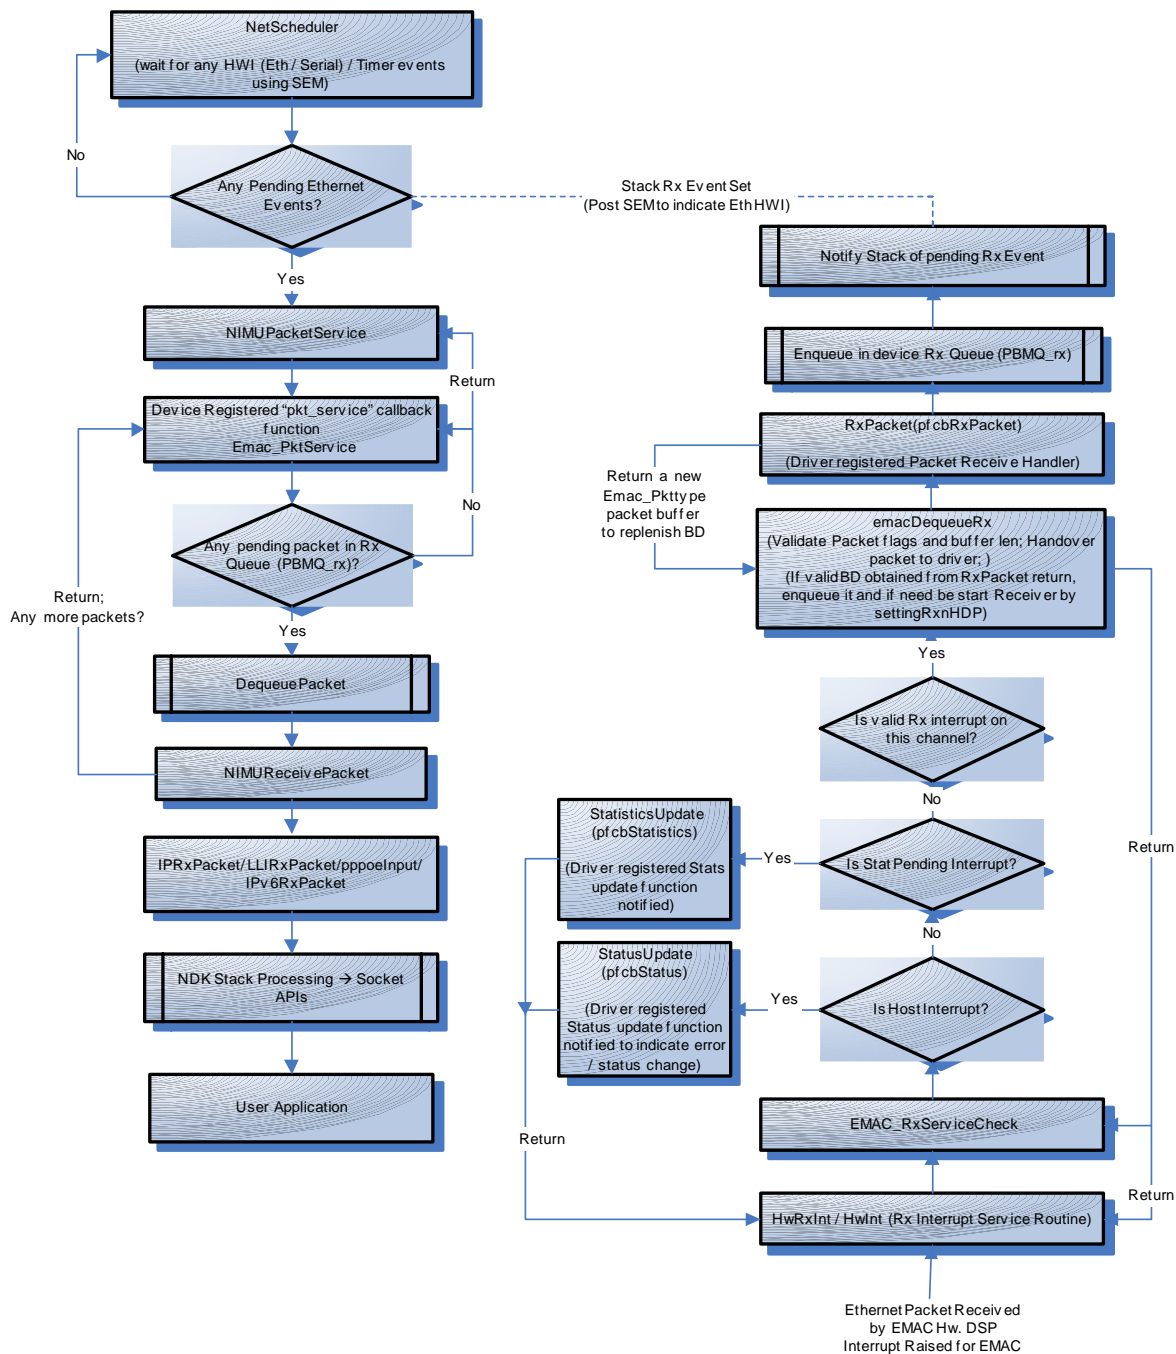 NetScheduler
(wait for any HWI (Eth / Serial) / Timer events
using SEM)
No
Any Pending Ethernet
Events?
Yes
NIMUPacketService
Return
Device Registered “pkt_service” callback
function
Emac_PktService
No
Any pending packet in Rx
Queue (PBMQ_rx)?
Return;
Any more packets?
Yes
DequeuePacket
NIMUReceivePacket
IPRxPacket/LLIRxPacket/pppoeInput/
IPv6RxPacket
NDK Stack Processing → Socket
APIs
User Application
Stack Rx Event Set
(Post SEM to indicate Eth HWI)
Notify Stack of pending Rx Event
Enqueue in device Rx Queue (PBMQ_rx)
RxPacket(pfcbRxPacket)
(Driver registered Packet Receive Handler)
Return a new
Emac_Pkttype
packet buffer
to replenish BD
emacDequeueRx
(Validate Packet flags and buffer len; Handover
packet to driver; )
(If valid BD obtained from RxPacket return,
enqueue it and if need be start Receiver by
setting RxnHDP)
Yes
Is valid Rx interrupt on
this channel?
No
StatisticsUpdate
(pfcbStatistics)
(Driver registered Stats
update function
notified)
Yes
Is Stat Pending Interrupt?
Return
No
StatusUpdate
(pfcbStatus)
(Driver registered
Status update function
notified to indicate error
/ status change)
Yes
Is Host Interrupt?
EMAC_RxServiceCheck
Return
Return
HwRxInt / HwInt (Rx Interrupt Service Routine)
Ethernet Packet Received
by EMAC Hw. DSP
Interrupt Raised for EMAC